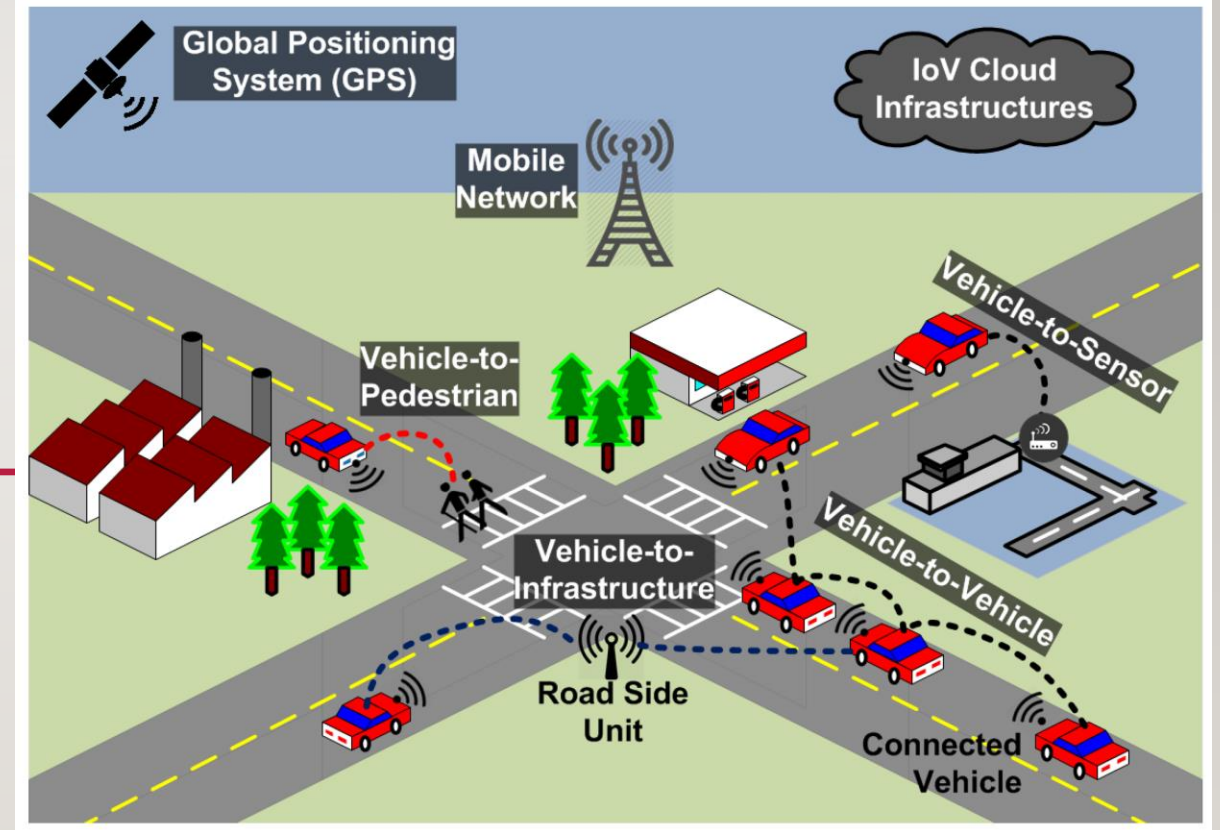 Global Positioning
System (GPS)
IoV Cloud
Infrastructures
Mobile
Network
Vehicle-to-Sensor
Vehicle-to-
Pedestrian
Vehicle-to-Vehicle
Vehicle-to-
Infrastructure
Road Side
Unit
Connected
Vehicle